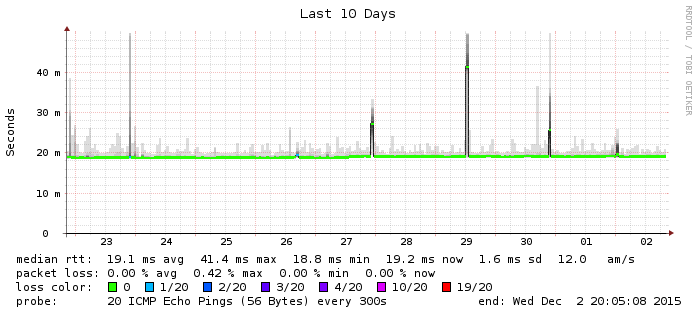 Last 10 Days
RRDTOOL / TOBI OETIKER
Seconds
40 m
30 m
20 m
10 m
0
23 24 25 26 27 28 29 30 01 02
median rtt: 19.1 ms avg 41.4 ms max 18.8 ms min 19.2 ms now 1.6 ms sd 12.0 am/s
packet loss: 0.00 % avg 0.42 % max 0.00 % min 0.00 % now
loss color: 0 1/20 2/20 3/20 4/20 10/20 19/20
probe: 20 ICMP Echo Pings (56 Bytes) every 300s end: Wed Dec 2 20:05:08 2015